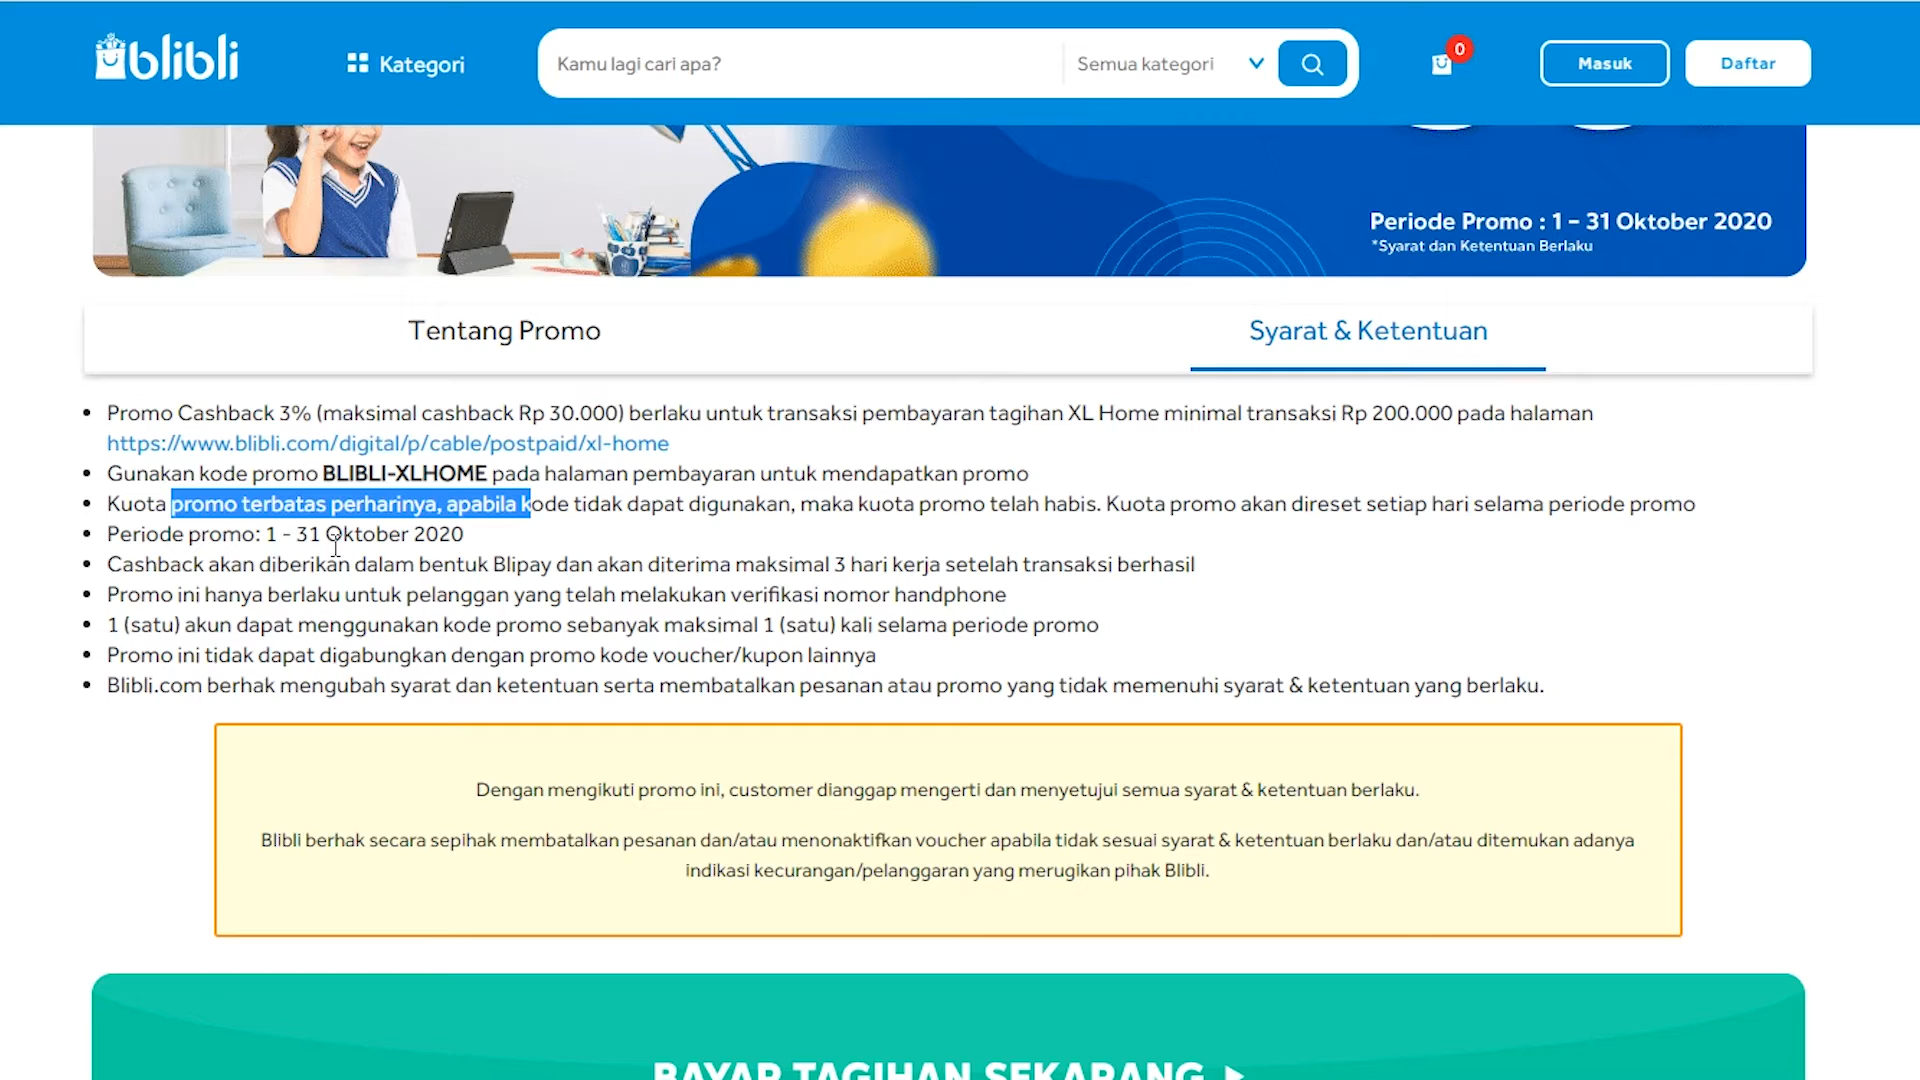 blibli
Kategori
Kamu lagi cari apa?
Semua kategori
0
Masuk
Daftar
Periode Promo : 1 – 31 Oktober 2020
*Syarat dan Ketentuan Berlaku
Tentang Promo
Syarat & Ketentuan
Promo Cashback 3% (maksimal cashback Rp 30.000) berlaku untuk transaksi pembayaran tagihan XL Home minimal transaksi Rp 200.000 pada halaman
https://www.blibli.com/digital/p/cable/postpaid/xl-home
Gunakan kode promo BLIBLI-XLHOME pada halaman pembayaran untuk mendapatkan promo
Kuota promo terbatas perharinya, apabila kode tidak dapat digunakan, maka kuota promo telah habis. Kuota promo akan direset setiap hari selama periode promo
Periode promo: 1 - 31 Oktober 2020
Cashback akan diberikan dalam bentuk Blipay dan akan diterima maksimal 3 hari kerja setelah transaksi berhasil
Promo ini hanya berlaku untuk pelanggan yang telah melakukan verifikasi nomor handphone
1 (satu) akun dapat menggunakan kode promo sebanyak maksimal 1 (satu) kali selama periode promo
Promo ini tidak dapat digabungkan dengan promo kode voucher/kupon lainnya
Blibli.com berhak mengubah syarat dan ketentuan serta membatalkan pesanan atau promo yang tidak memenuhi syarat & ketentuan yang berlaku.
Dengan mengikuti promo ini, customer dianggap mengerti dan menyetujui semua syarat & ketentuan berlaku.
Blibli berhak secara sepihak membatalkan pesanan dan/atau menonaktifkan voucher apabila tidak sesuai syarat & ketentuan berlaku dan/atau ditemukan adanya
indikasi kecurangan/pelanggaran yang merugikan pihak Blibli.
BAYAR TAGIHAN SEKARANG